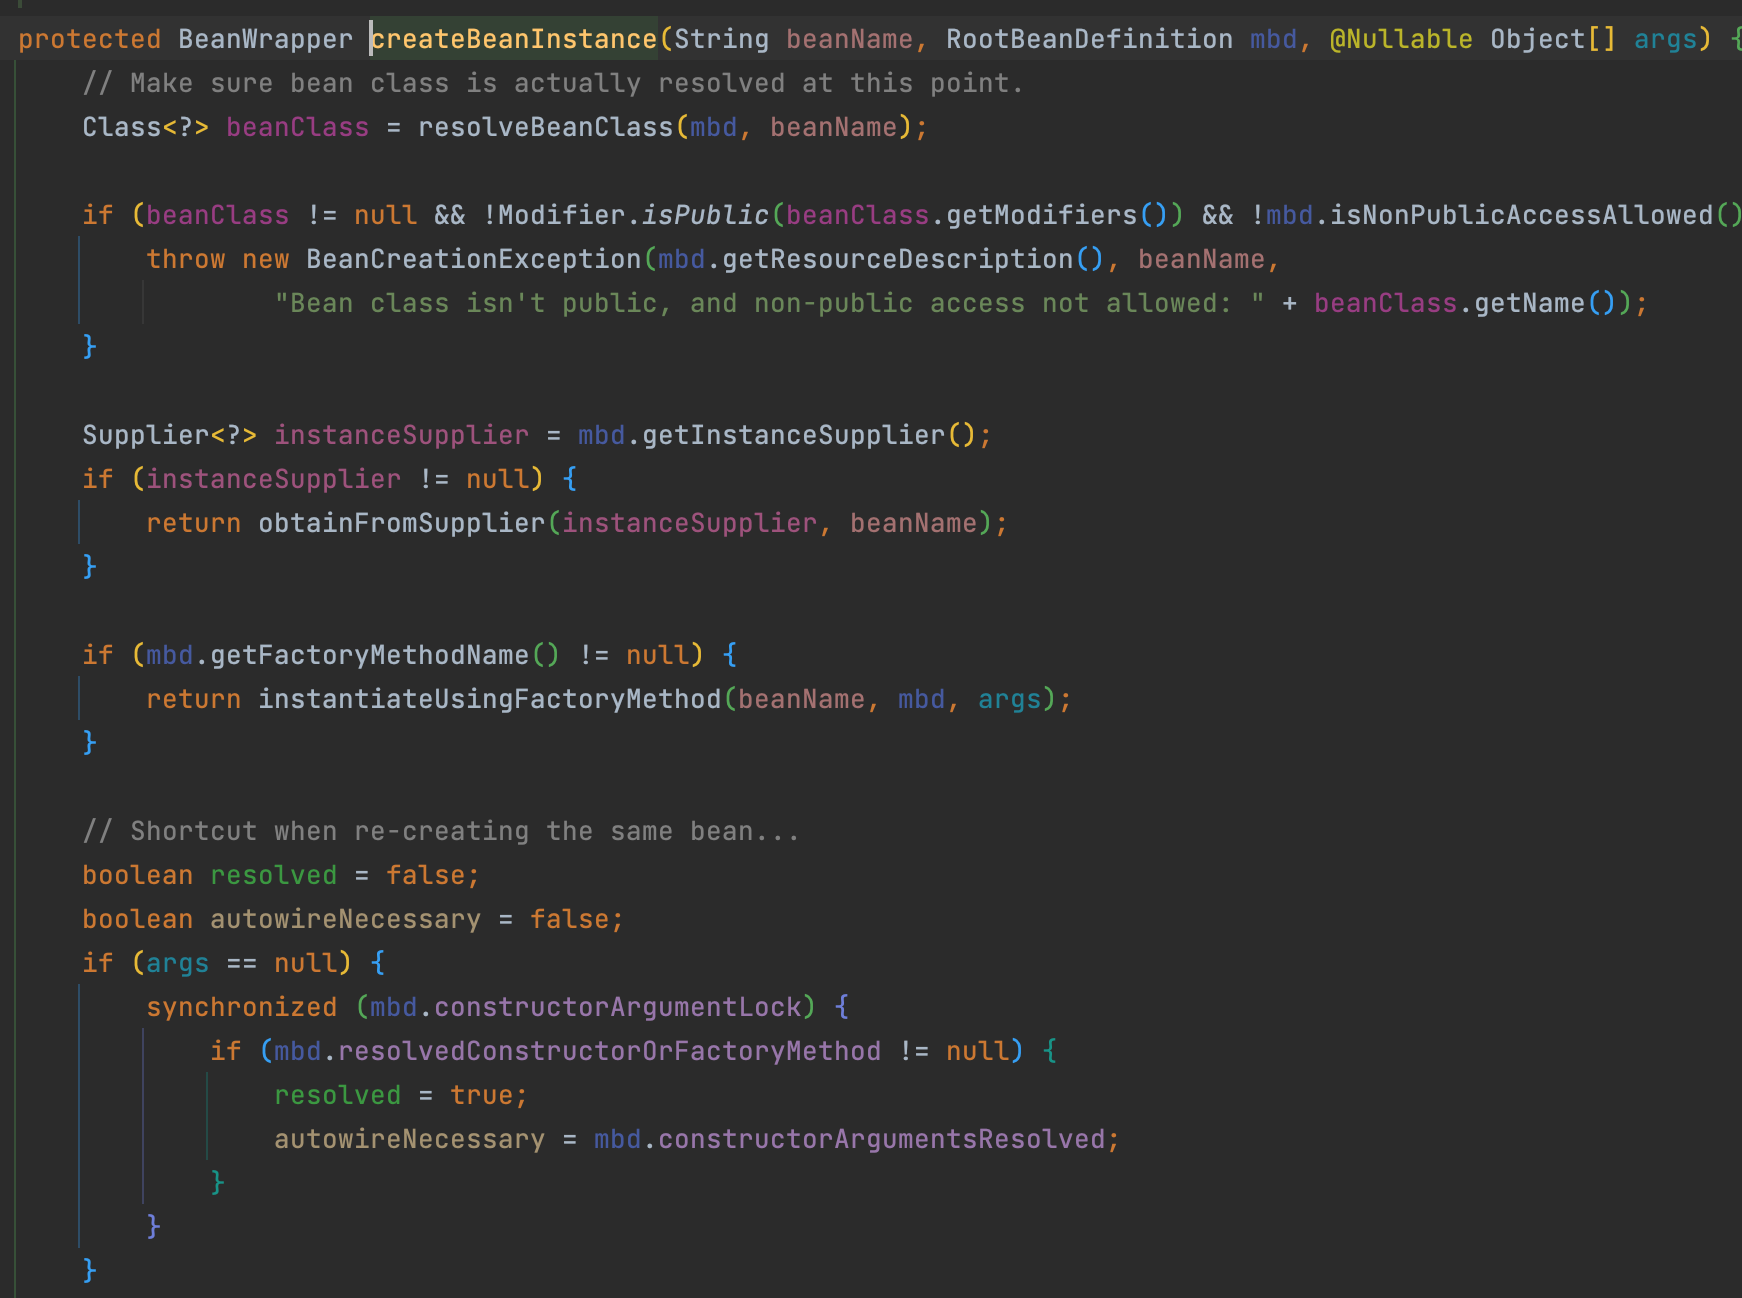 protected BeanWrapper createBeanInstance(String beanName, RootBeanDefinition mbd, @Nullable Object[] args) {
// Make sure bean class is actually resolved at this point.
Class<?> beanClass = resolveBeanClass(mbd, beanName);
if (beanClass != null && !Modifier.isPublic(beanClass.getModifiers()) && !mbd.isNonPublicAccessAllowed()
throw new BeanCreationException(mbd.getResourceDescription(), beanName,
"Bean class isn't public, and non-public access not allowed: " + beanClass.getName());
}
Supplier<?> instanceSupplier = mbd.getInstanceSupplier();
if (instanceSupplier != null) {
return obtainFromSupplier(instanceSupplier, beanName);
}
if (mbd.getFactoryMethodName() != null) {
return instantiateUsingFactoryMethod(beanName, mbd, args);
}
// Shortcut when re-creating the same bean...
boolean resolved = false;
boolean autowireNecessary = false;
if (args == null) {
synchronized (mbd.constructorArgumentLock) {
if (mbd.resolvedConstructorOrFactoryMethod != null) {
resolved = true;
autowireNecessary = mbd.constructorArgumentsResolved;
}
}
}